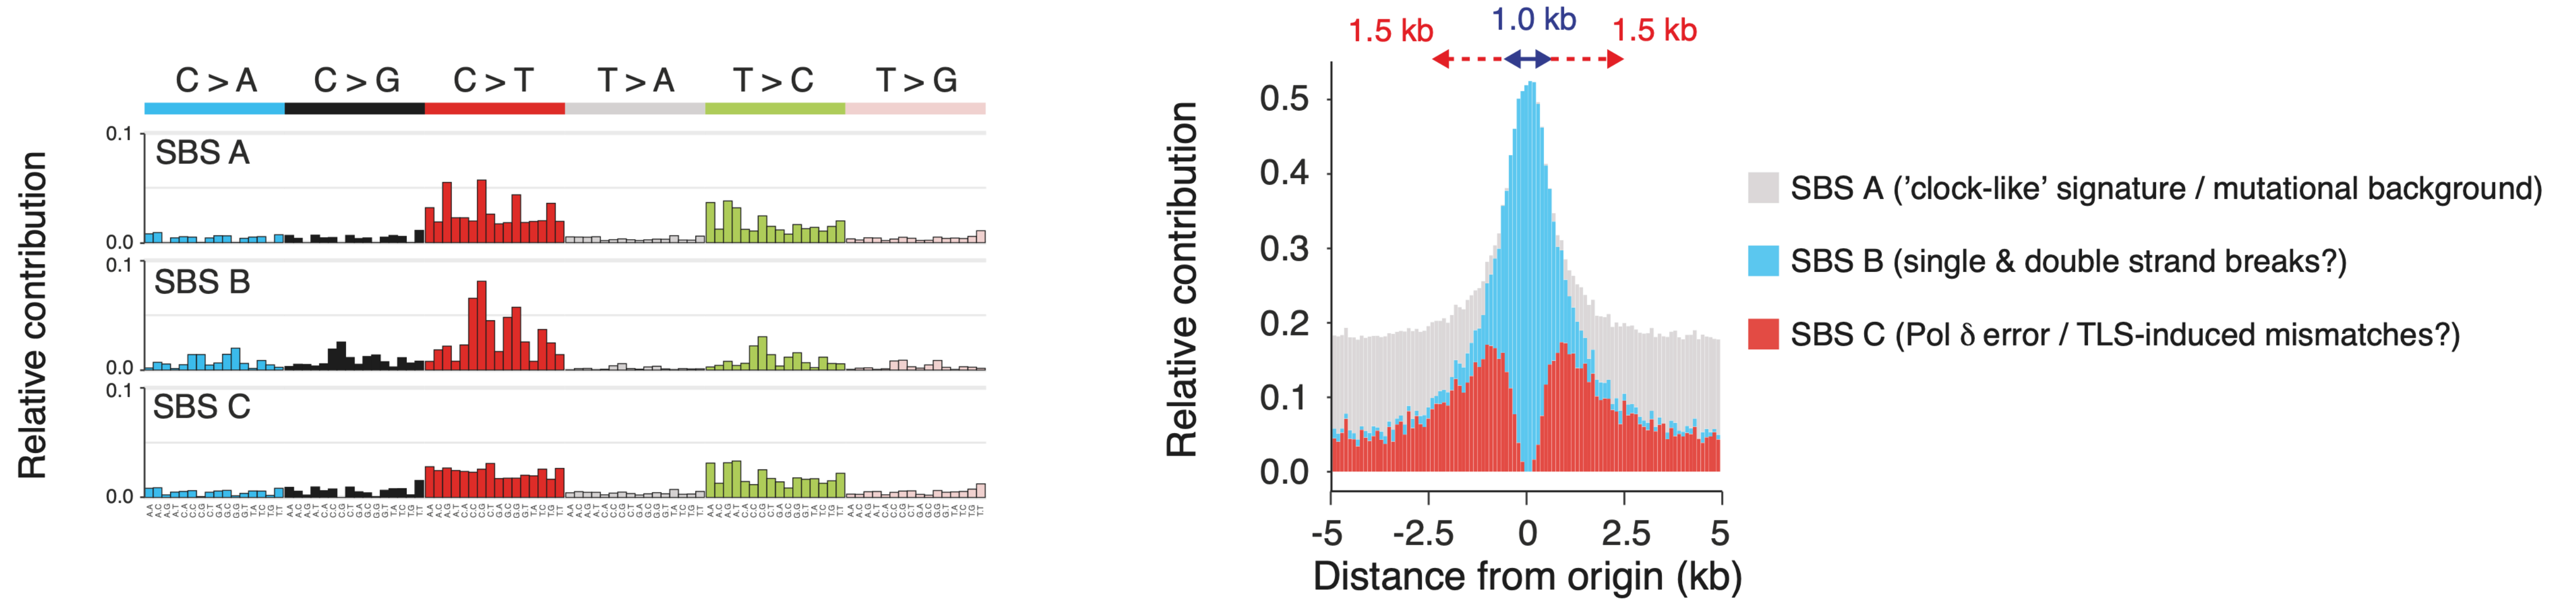 C > A C > G C > T T > A T > C T > G
Relative contribution
0.1
SBS A
0.0
0.1
SBS B
0.0
0.1
SBS C
0.0
1.5 kb 1.0 kb 1.5 kb
Relative contribution
0.5
0.4
0.3
0.2
0.1
0.0
-5 -2.5 0 2.5 5
Distance from origin (kb)
SBS A ('clock-like' signature / mutational background)
SBS B (single & double strand breaks?)
SBS C (Pol δ error / TLS-induced mismatches?)